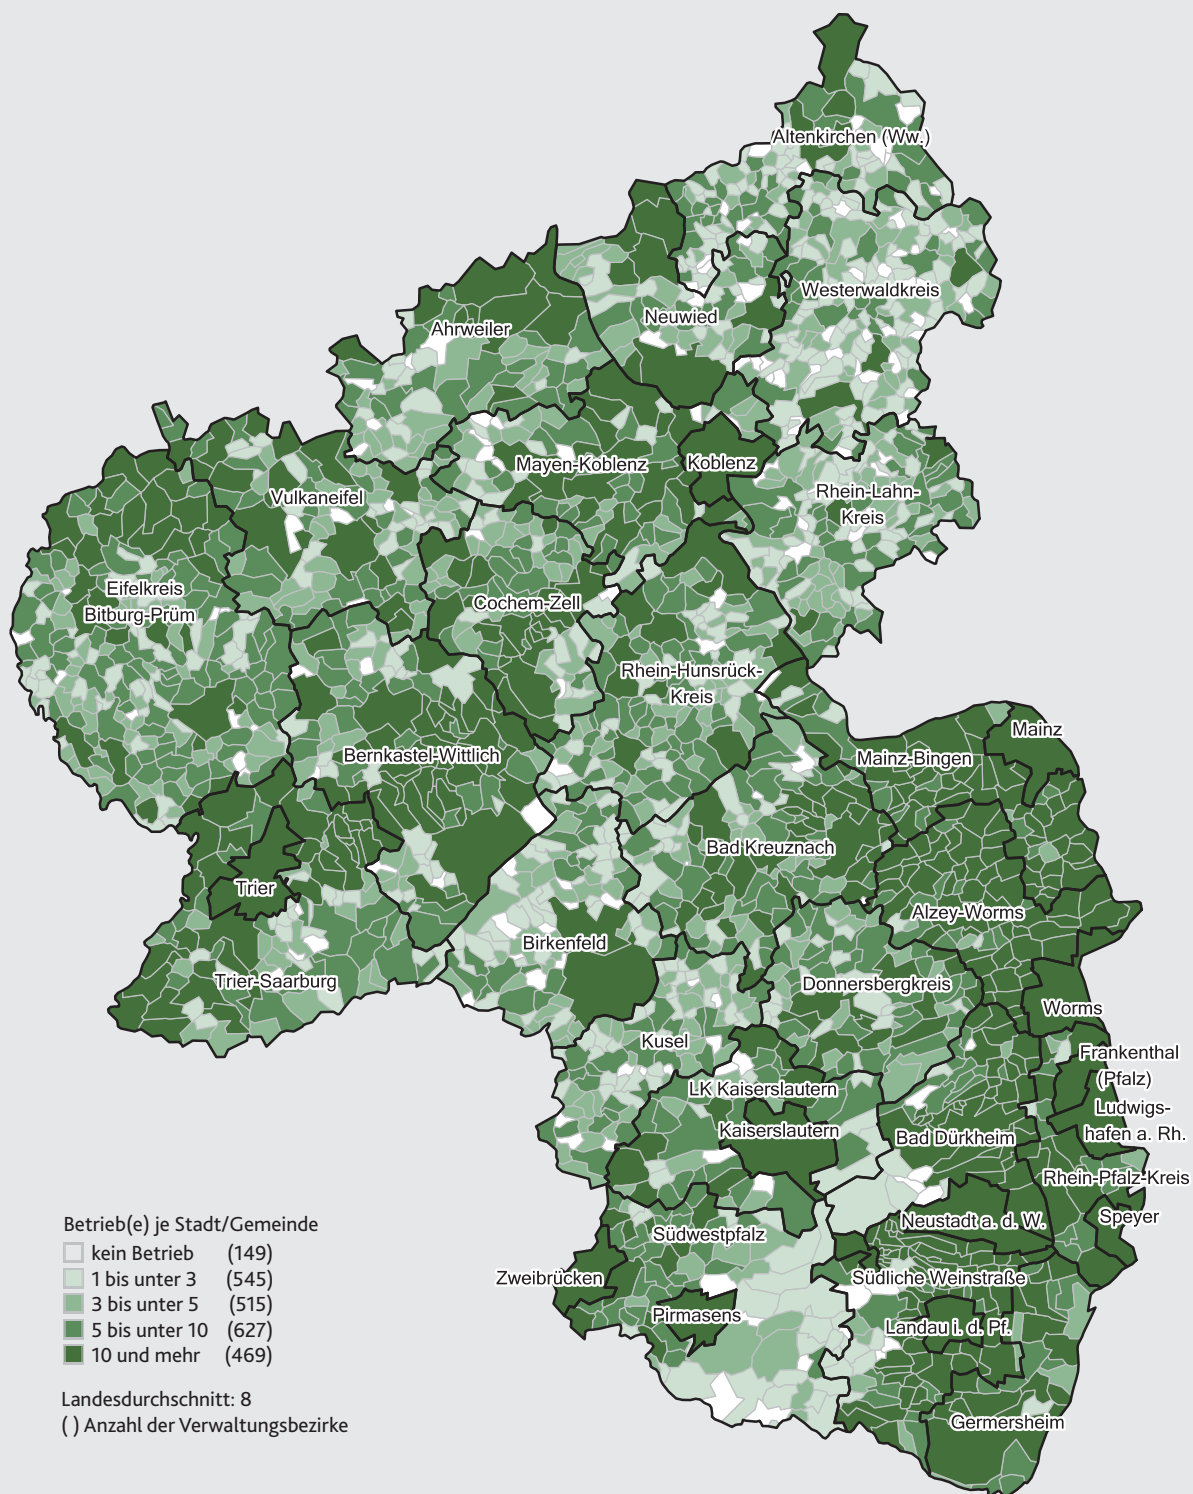 Altenkirchen (Ww.)
Westerwaldkreis
Neuwied
Ahrweiler
Mayen-Koblenz
Koblenz
Rhein-Lahn-
Kreis
Vulkaneifel
Eifelkreis
Bitburg-Prüm
Cochem-Zell
Rhein-Hunsrück-
Kreis
Mainz
Mainz-Bingen
Bernkastel-Wittlich
Bad Kreuznach
Trier
Alzey-Worms
Birkenfeld
Trier-Saarburg
Donnersbergkreis
Worms
Kusel
Frankenthal
(Pfalz)
LK Kaiserslautern
Ludwigs-
hafen a. Rh.
Kaiserslautern
Bad Dürkheim
Rhein-Pfalz-Kreis
Speyer
Neustadt a. d. W.
Südwestpfalz
Zweibrücken
Südliche Weinstraße
Pirmasens
Landau i. d. Pf.
Germersheim
Betrieb(e) je Stadt/Gemeinde
kein Betrieb (149)
1 bis unter 3 (545)
3 bis unter 5 (515)
5 bis unter 10 (627)
10 und mehr (469)
Landesdurchschnitt: 8
( ) Anzahl der Verwaltungsbezirke